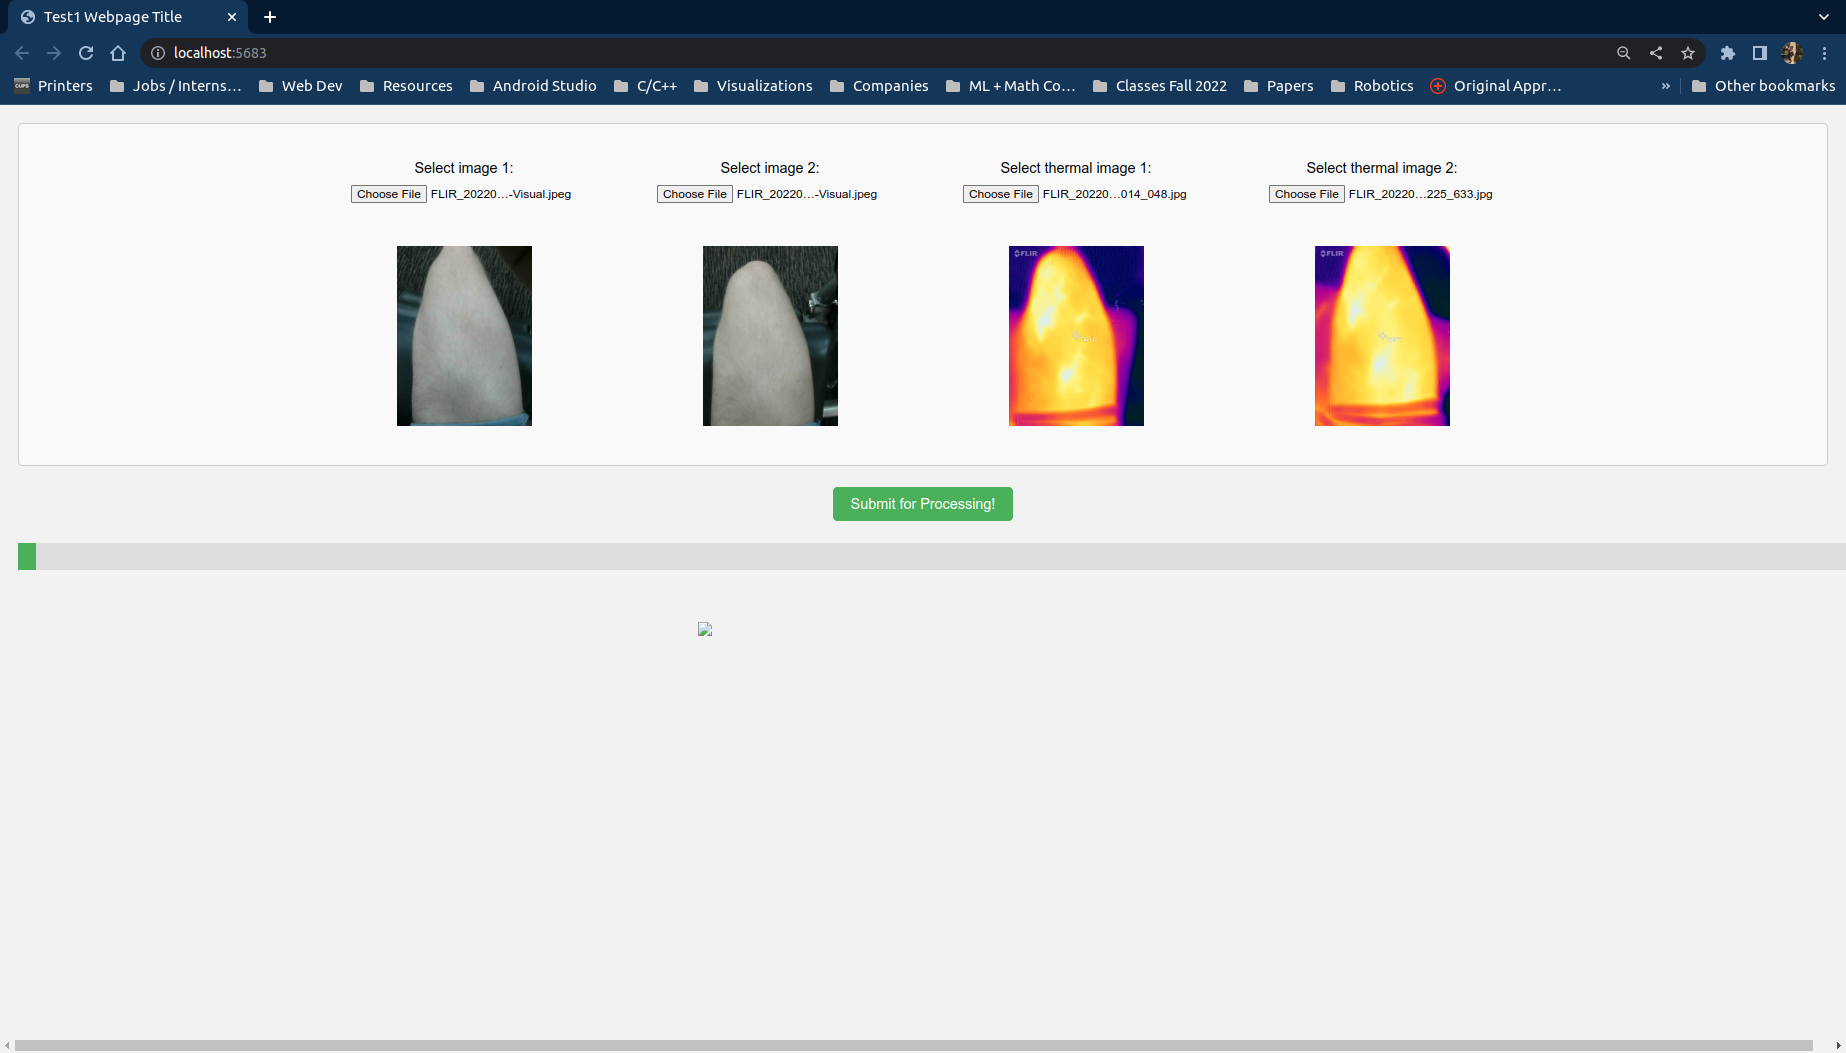 Test1 Webpage Title
localhost:5683
CUPS Printers
Jobs / Interns…
Web Dev
Resources
Android Studio
C/C++
Visualizations
Companies
ML + Math Co…
Classes Fall 2022
Papers
Robotics
Original Appr…
»
Other bookmarks
Select image 1:
Choose File FLIR_20220…-Visual.jpeg
Select image 2:
Choose File FLIR_20220…-Visual.jpeg
Select thermal image 1:
Choose File FLIR_20220…014_048.jpg
Select thermal image 2:
Choose File FLIR_20220…225_633.jpg
FLIR
FLIR
Submit for Processing!